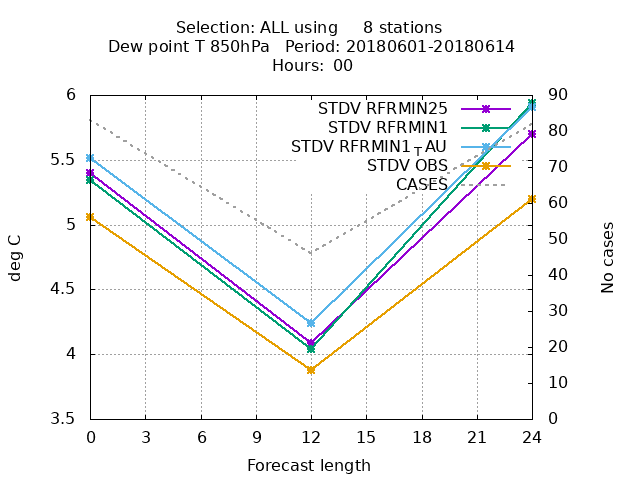 Selection: ALL using     8 stations
Dew point T 850hPa   Period: 20180601-20180614
Hours:  00
6
5.5
5
4.5
4
3.5
deg C
0 3 6 9 12 15 18 21 24
Forecast length
STDV RFRMIN25
STDV RFRMIN1
STDV RFRMIN1_TAU
STDV OBS
CASES
90
80
70
60
50
40
30
20
10
0
No cases